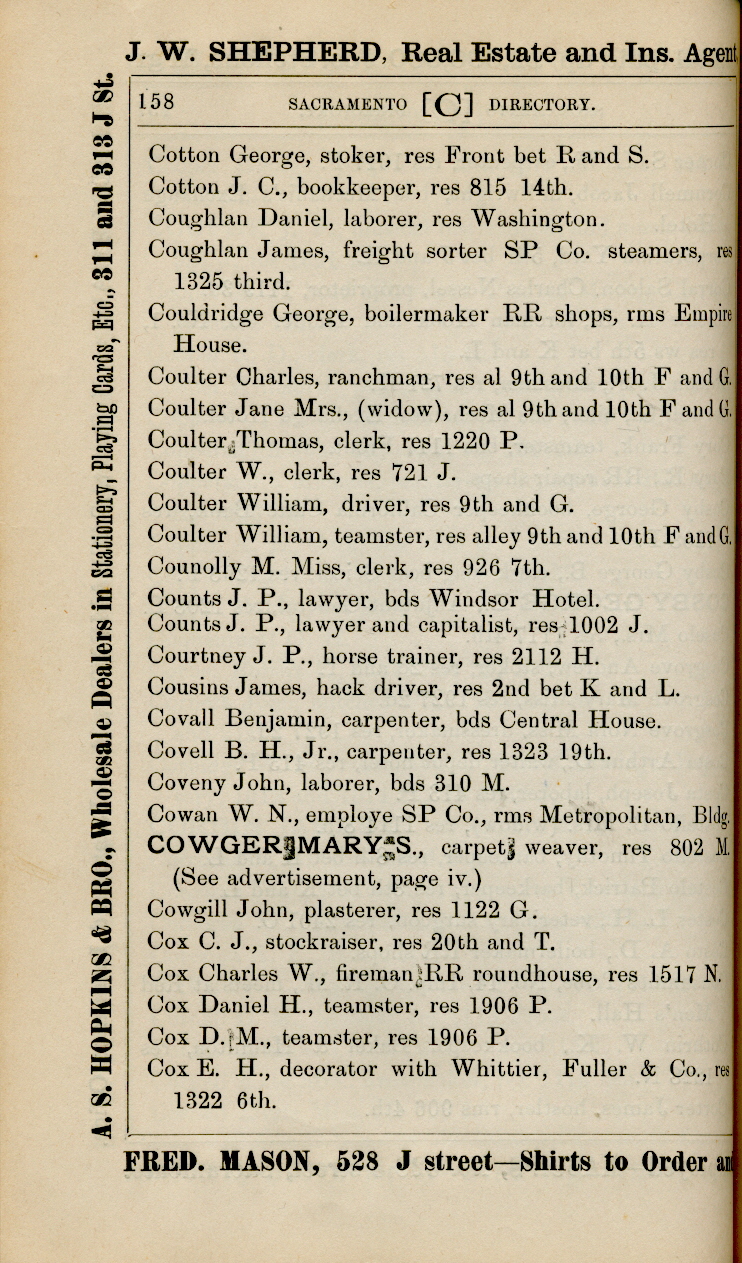 J. W. SHEPHERD, Real Estate and Ins. Agent
A. S. HOPKINS & BRO., Wholesale Dealers in Stationery, Playing Cards, Etc., 311 and 313 J St.
158 SACRAMENTO [C] DIRECTORY.
Cotton George, stoker, res Front bet R and S.
Cotton J. C., bookkeeper, res 815 14th.
Coughlan Daniel, laborer, res Washington.
Coughlan James, freight sorter SP Co. steamers, res
1325 third.
Couldridge George, boilermaker RR shops, rms Empire
House.
Coulter Charles, ranchman, res al 9th and 10th F and G.
Coulter Jane Mrs., (widow), res al 9th and 10th F and G.
Coulter Thomas, clerk, res 1220 P.
Coulter W., clerk, res 721 J.
Coulter William, driver, res 9th and G.
Coulter William, teamster, res alley 9th and 10th F and G.
Counolly M. Miss, clerk, res 926 7th.
Counts J. P., lawyer, bds Windsor Hotel.
Counts J. P., lawyer and capitalist, res 1002 J.
Courtney J. P., horse trainer, res 2112 H.
Cousins James, hack driver, res 2nd bet K and L.
Covall Benjamin, carpenter, bds Central House.
Covell B. H., Jr., carpenter, res 1323 19th.
Coveny John, laborer, bds 310 M.
Cowan W. N., employe SP Co., rms Metropolitan, Bldg.
COWGER MARY S., carpet weaver, res 802 M.
(See advertisement, page iv.)
Cowgill John, plasterer, res 1122 G.
Cox C. J., stockraiser, res 20th and T.
Cox Charles W., fireman RR roundhouse, res 1517 N.
Cox Daniel H., teamster, res 1906 P.
Cox D. M., teamster, res 1906 P.
Cox E. H., decorator with Whittier, Fuller & Co., res
1322 6th.
FRED. MASON, 528 J street—Shirts to Order an